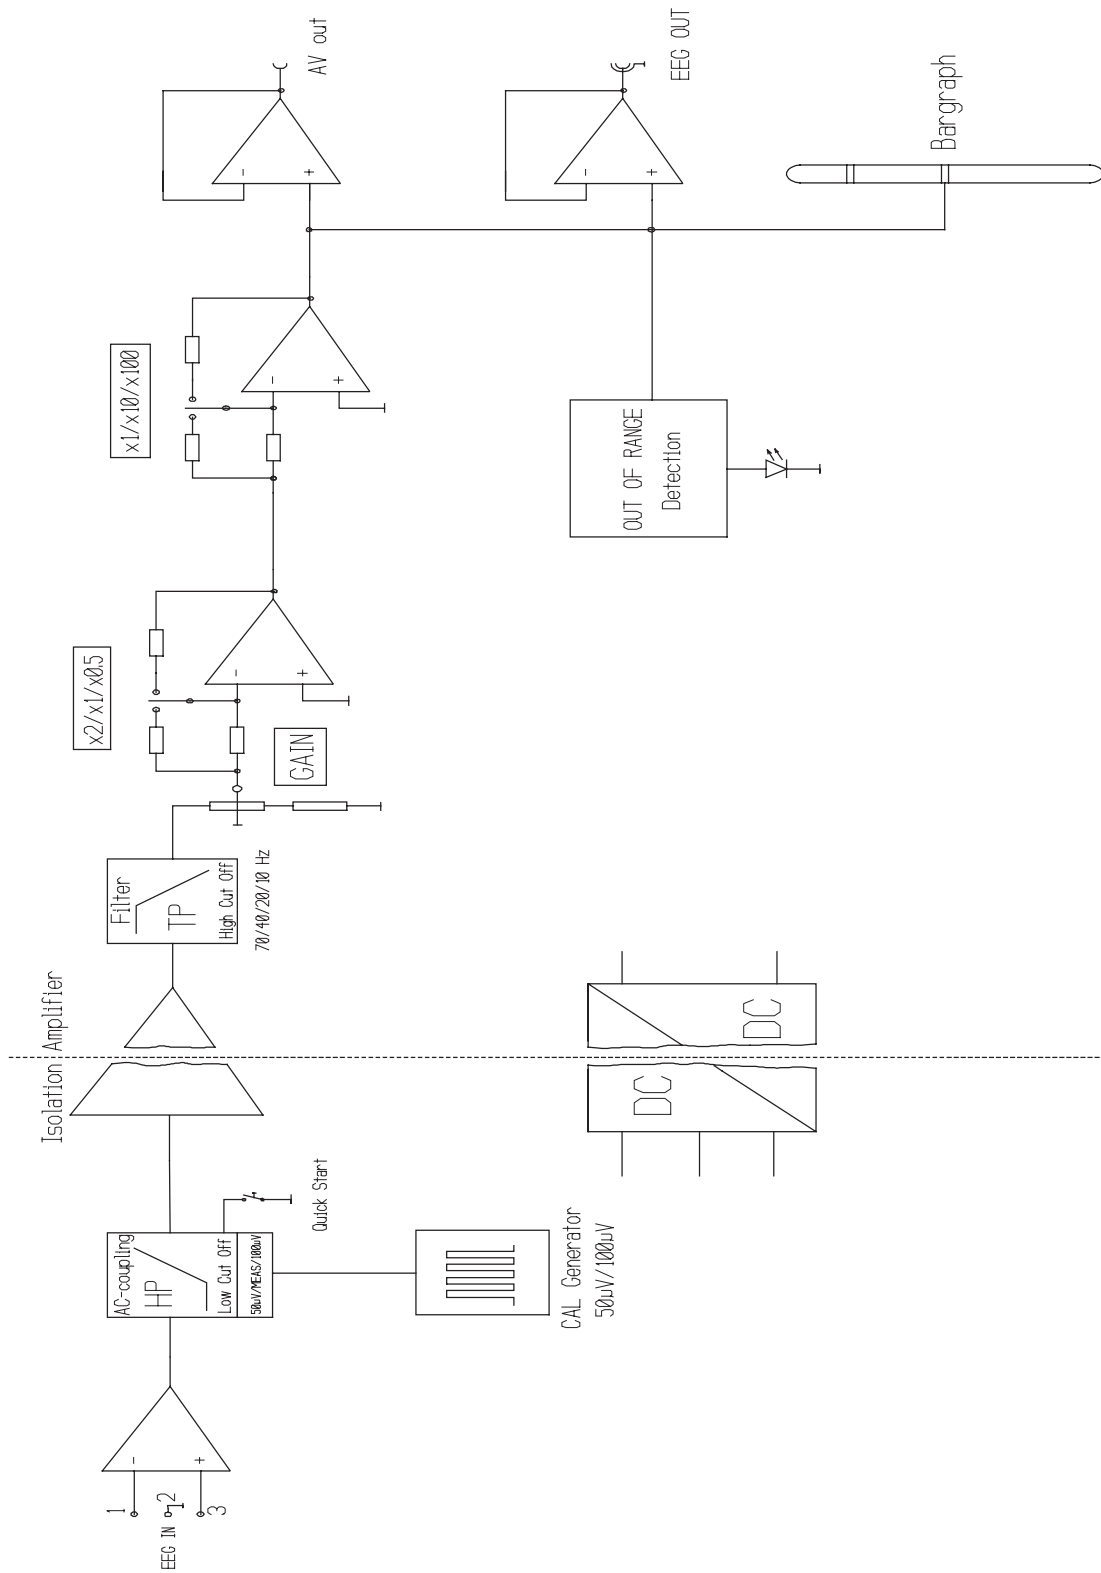 EEG IN
1
2
3
-
+
AC-coupling
HP
Low Cut Off
50µV/MEAS/100µV
Quick Start
CAL Generator
50µV/100µV
Isolation Amplifier
DC
DC
Filter
TP
High Cut Off
70/40/20/10 Hz
GAIN
x2/x1/x0.5
-
+
x1/x10/x100
-
+
OUT OF RANGE
Detection
-
+
AV out
-
+
EEG OUT
Bargraph